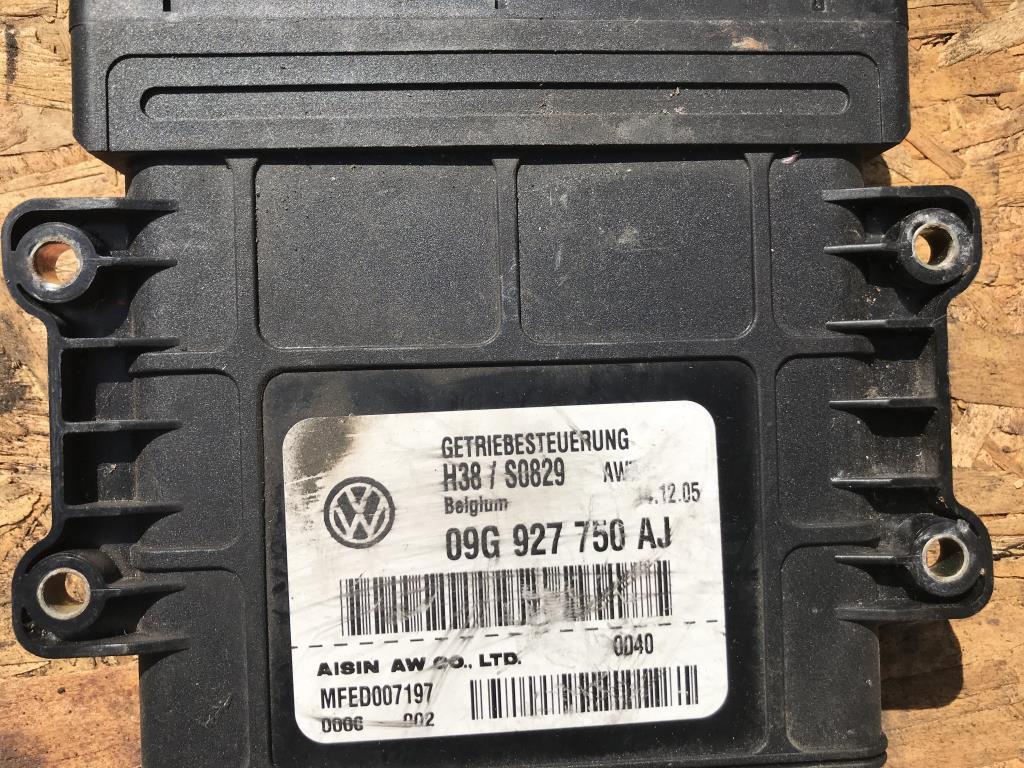 GETRIEBESTEUERUNG
H38 / S0829
Belgium
09G 927 750 AJ
0040
AISIN AW CO., LTD.
MFED007197
002